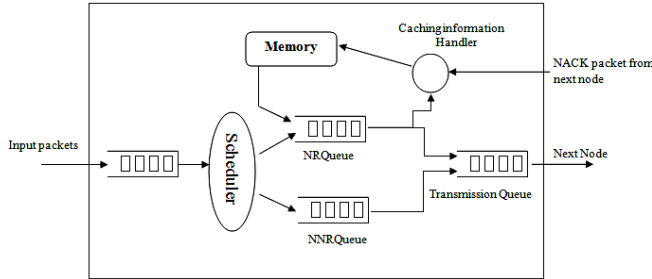 Caching information
Handler
Memory
NACK packet from
next node
Input packets
Scheduler
NRQueue
Next Node
Transmission Queue
NNRQueue